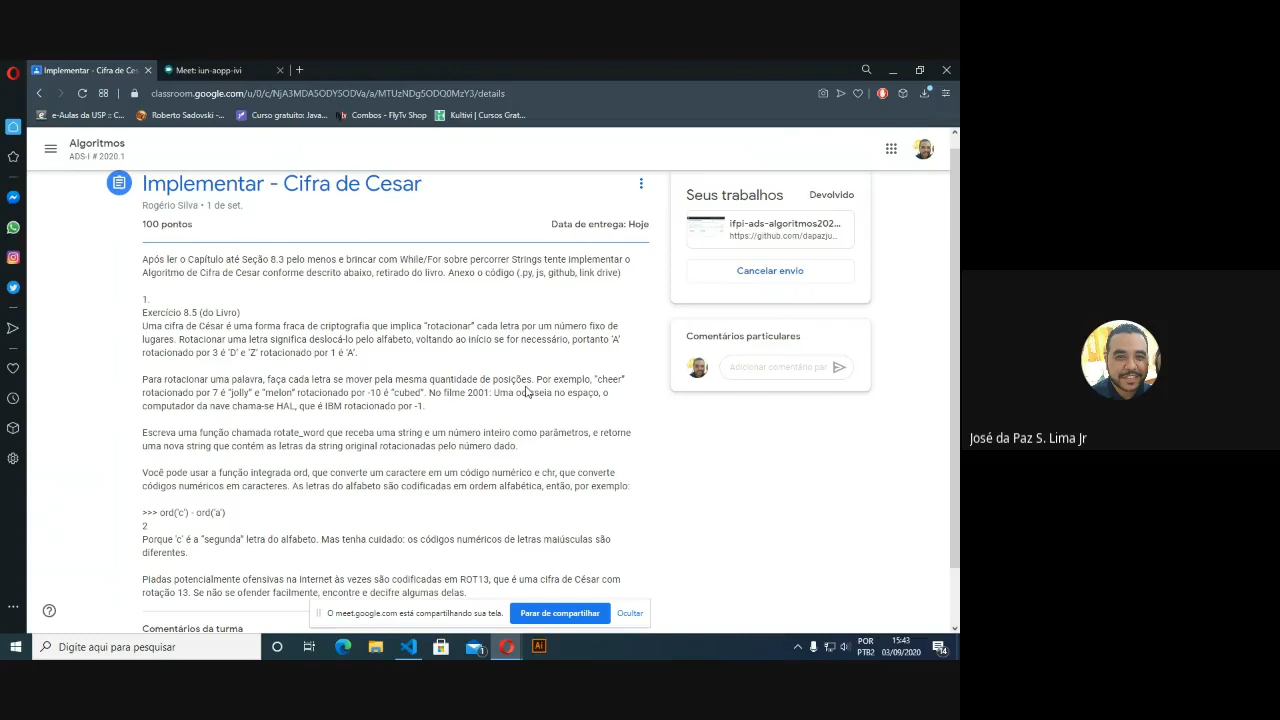 Implementar - Cifra de Ces
Meet: iun-aopp-ivi
classroom.google.com/u/0/c/NjA3MDA5ODY5ODVa/a/MTUzNDg5ODQ0MzY3/details
e-Aulas da USP :: C...
Roberto Sadovski -...
Curso gratuito: Java...
Combos - FlyTv Shop
Kultivi | Cursos Grat...
Algoritmos
ADS-I # 2020.1
Implementar - Cifra de Cesar
Rogério Silva • 1 de set.
100 pontos
Data de entrega: Hoje
Após ler o Capítulo até Seção 8.3 pelo menos e brincar com While/For sobre percorrer Strings tente implementar o
Algoritmo de Cifra de Cesar conforme descrito abaixo, retirado do livro. Anexo o código (.py, js, github, link drive)
1.
Exercício 8.5 (do Livro)
Uma cifra de César é uma forma fraca de criptografia que implica “rotacionar” cada letra por um número fixo de
lugares. Rotacionar uma letra significa deslocá-lo pelo alfabeto, voltando ao início se for necessário, portanto ‘A’
rotacionado por 3 é ‘D’ e ‘Z’ rotacionado por 1 é ‘A’.
Para rotacionar uma palavra, faça cada letra se mover pela mesma quantidade de posições. Por exemplo, “cheer”
rotacionado por 7 é “jolly” e “melon” rotacionado por -10 é “cubed”. No filme 2001: Uma odisseia no espaço, o
computador da nave chama-se HAL, que é IBM rotacionado por -1.
Escreva uma função chamada rotate_word que receba uma string e um número inteiro como parâmetros, e retorne
uma nova string que contém as letras da string original rotacionadas pelo número dado.
Você pode usar a função integrada ord, que converte um caractere em um código numérico e chr, que converte
códigos numéricos em caracteres. As letras do alfabeto são codificadas em ordem alfabética, então, por exemplo:
>>> ord('c') - ord('a')
2
Porque 'c' é a “segunda” letra do alfabeto. Mas tenha cuidado: os códigos numéricos de letras maiúsculas são
diferentes.
Piadas potencialmente ofensivas na internet às vezes são codificadas em ROT13, que é uma cifra de César com
rotação 13. Se não se ofender facilmente, encontre e decifre algumas delas.
Comentários da turma
Seus trabalhos
Devolvido
ifpi-ads-algoritmos202...
https://github.com/dapazju...
Cancelar envio
Comentários particulares
Adicionar comentário par
O meet.google.com está compartilhando sua tela.
Parar de compartilhar
Ocultar
José da Paz S. Lima Jr
Digite aqui para pesquisar
Ai
POR
PTB2
15:43
03/09/2020